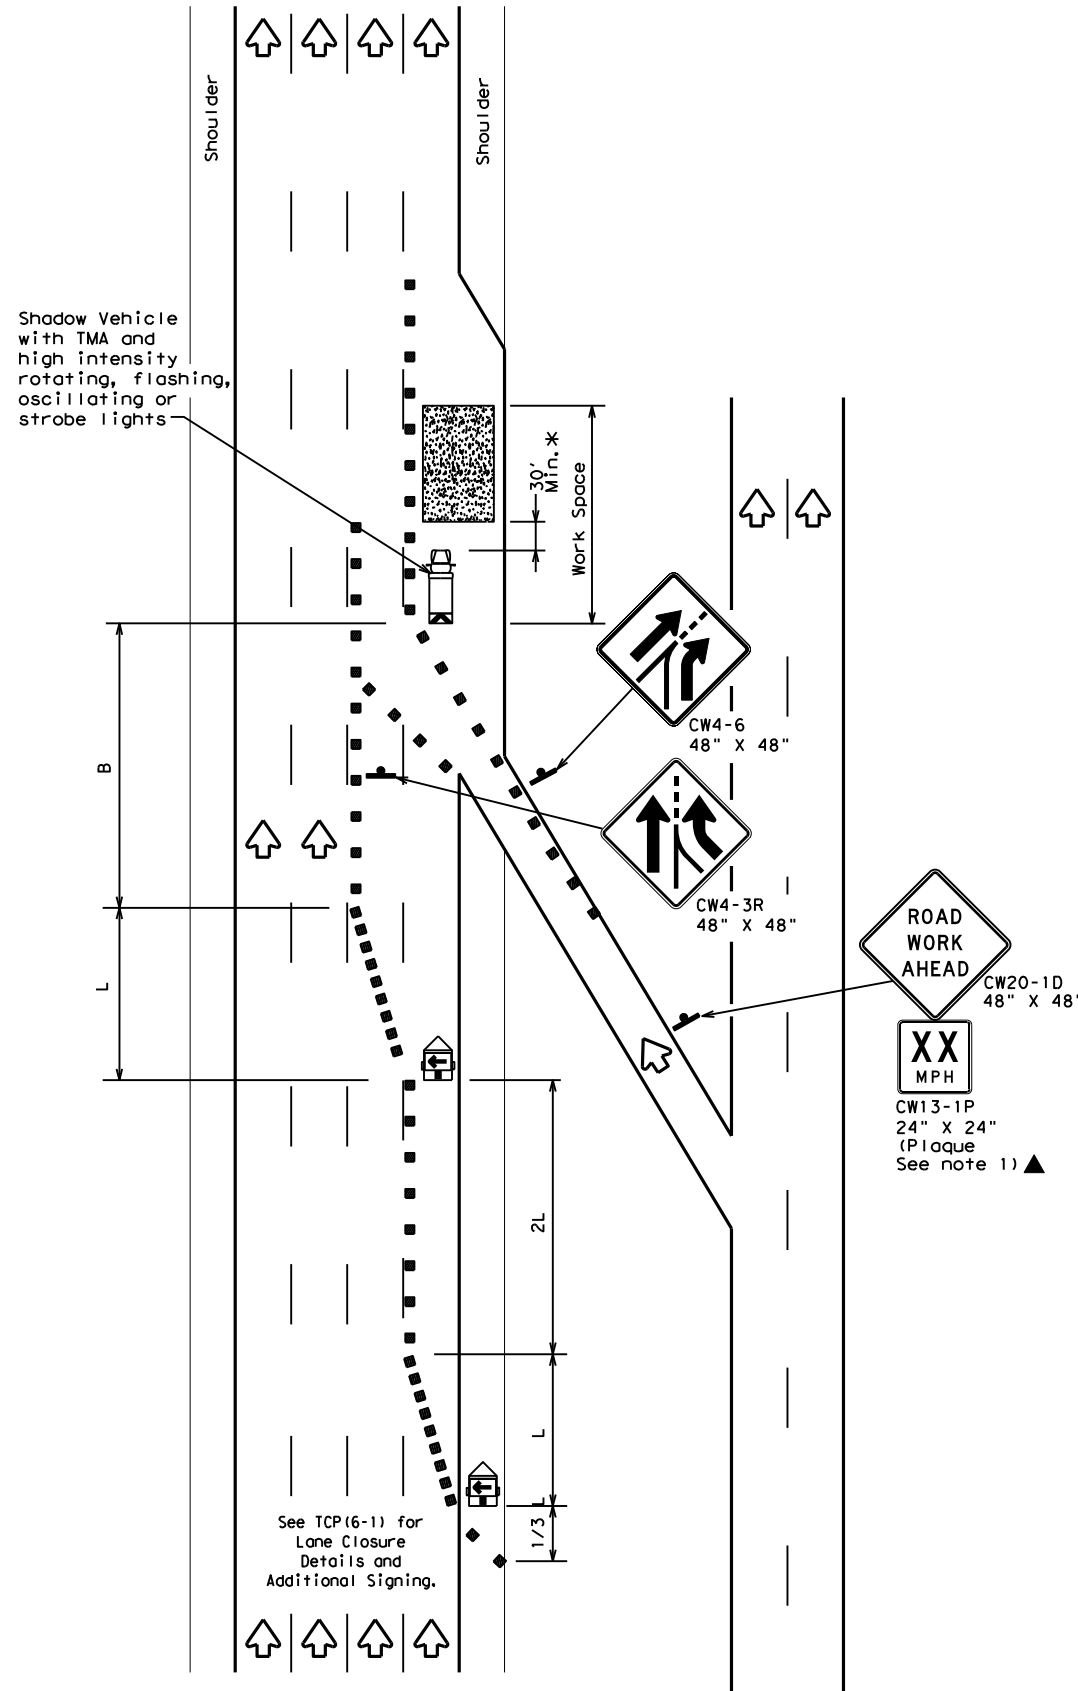 Shoulder
Shoulder
Shadow Vehicle
with TMA and
high intensity
rotating, flashing,
oscillating or
strobe lights
30'
Min.*
Work Space
CW4-6
48" X 48"
B
CW4-3R
48" X 48"
ROAD
WORK
AHEAD
CW20-1D
48" X 48"
L
XX
MPH
CW13-1P
24" X 24"
(Plaque
See note 1)▲
2L
L
1/3 L
See TCP(6-1) for
Lane Closure
Details and
Additional Signing.